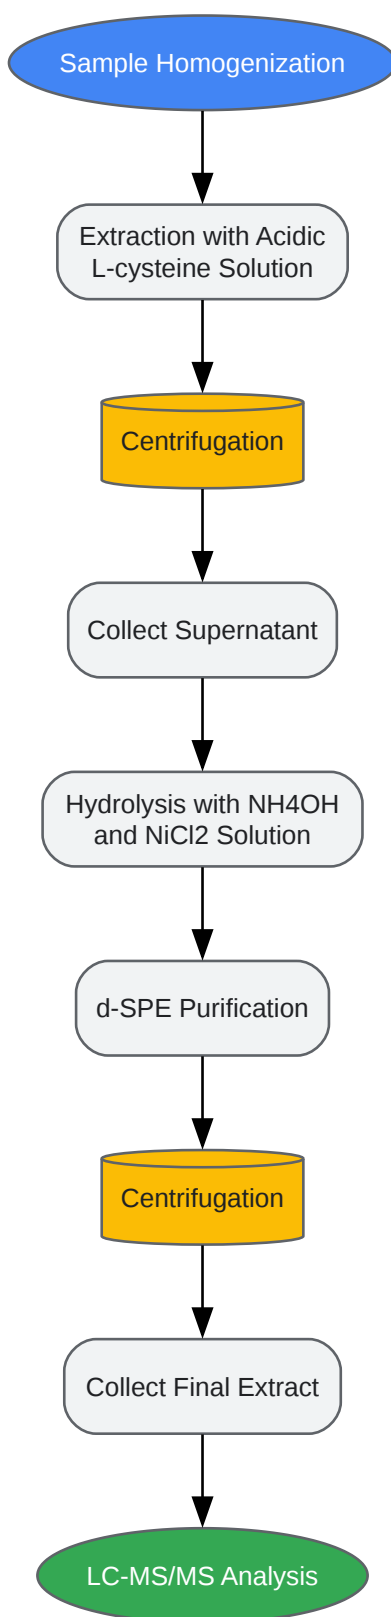 Sample Homogenization
Extraction with Acidic
L-cysteine Solution
Centrifugation
Collect Supernatant
Hydrolysis with NH4OH
and NiCl2 Solution
d-SPE Purification
Centrifugation
Collect Final Extract
LC-MS/MS Analysis